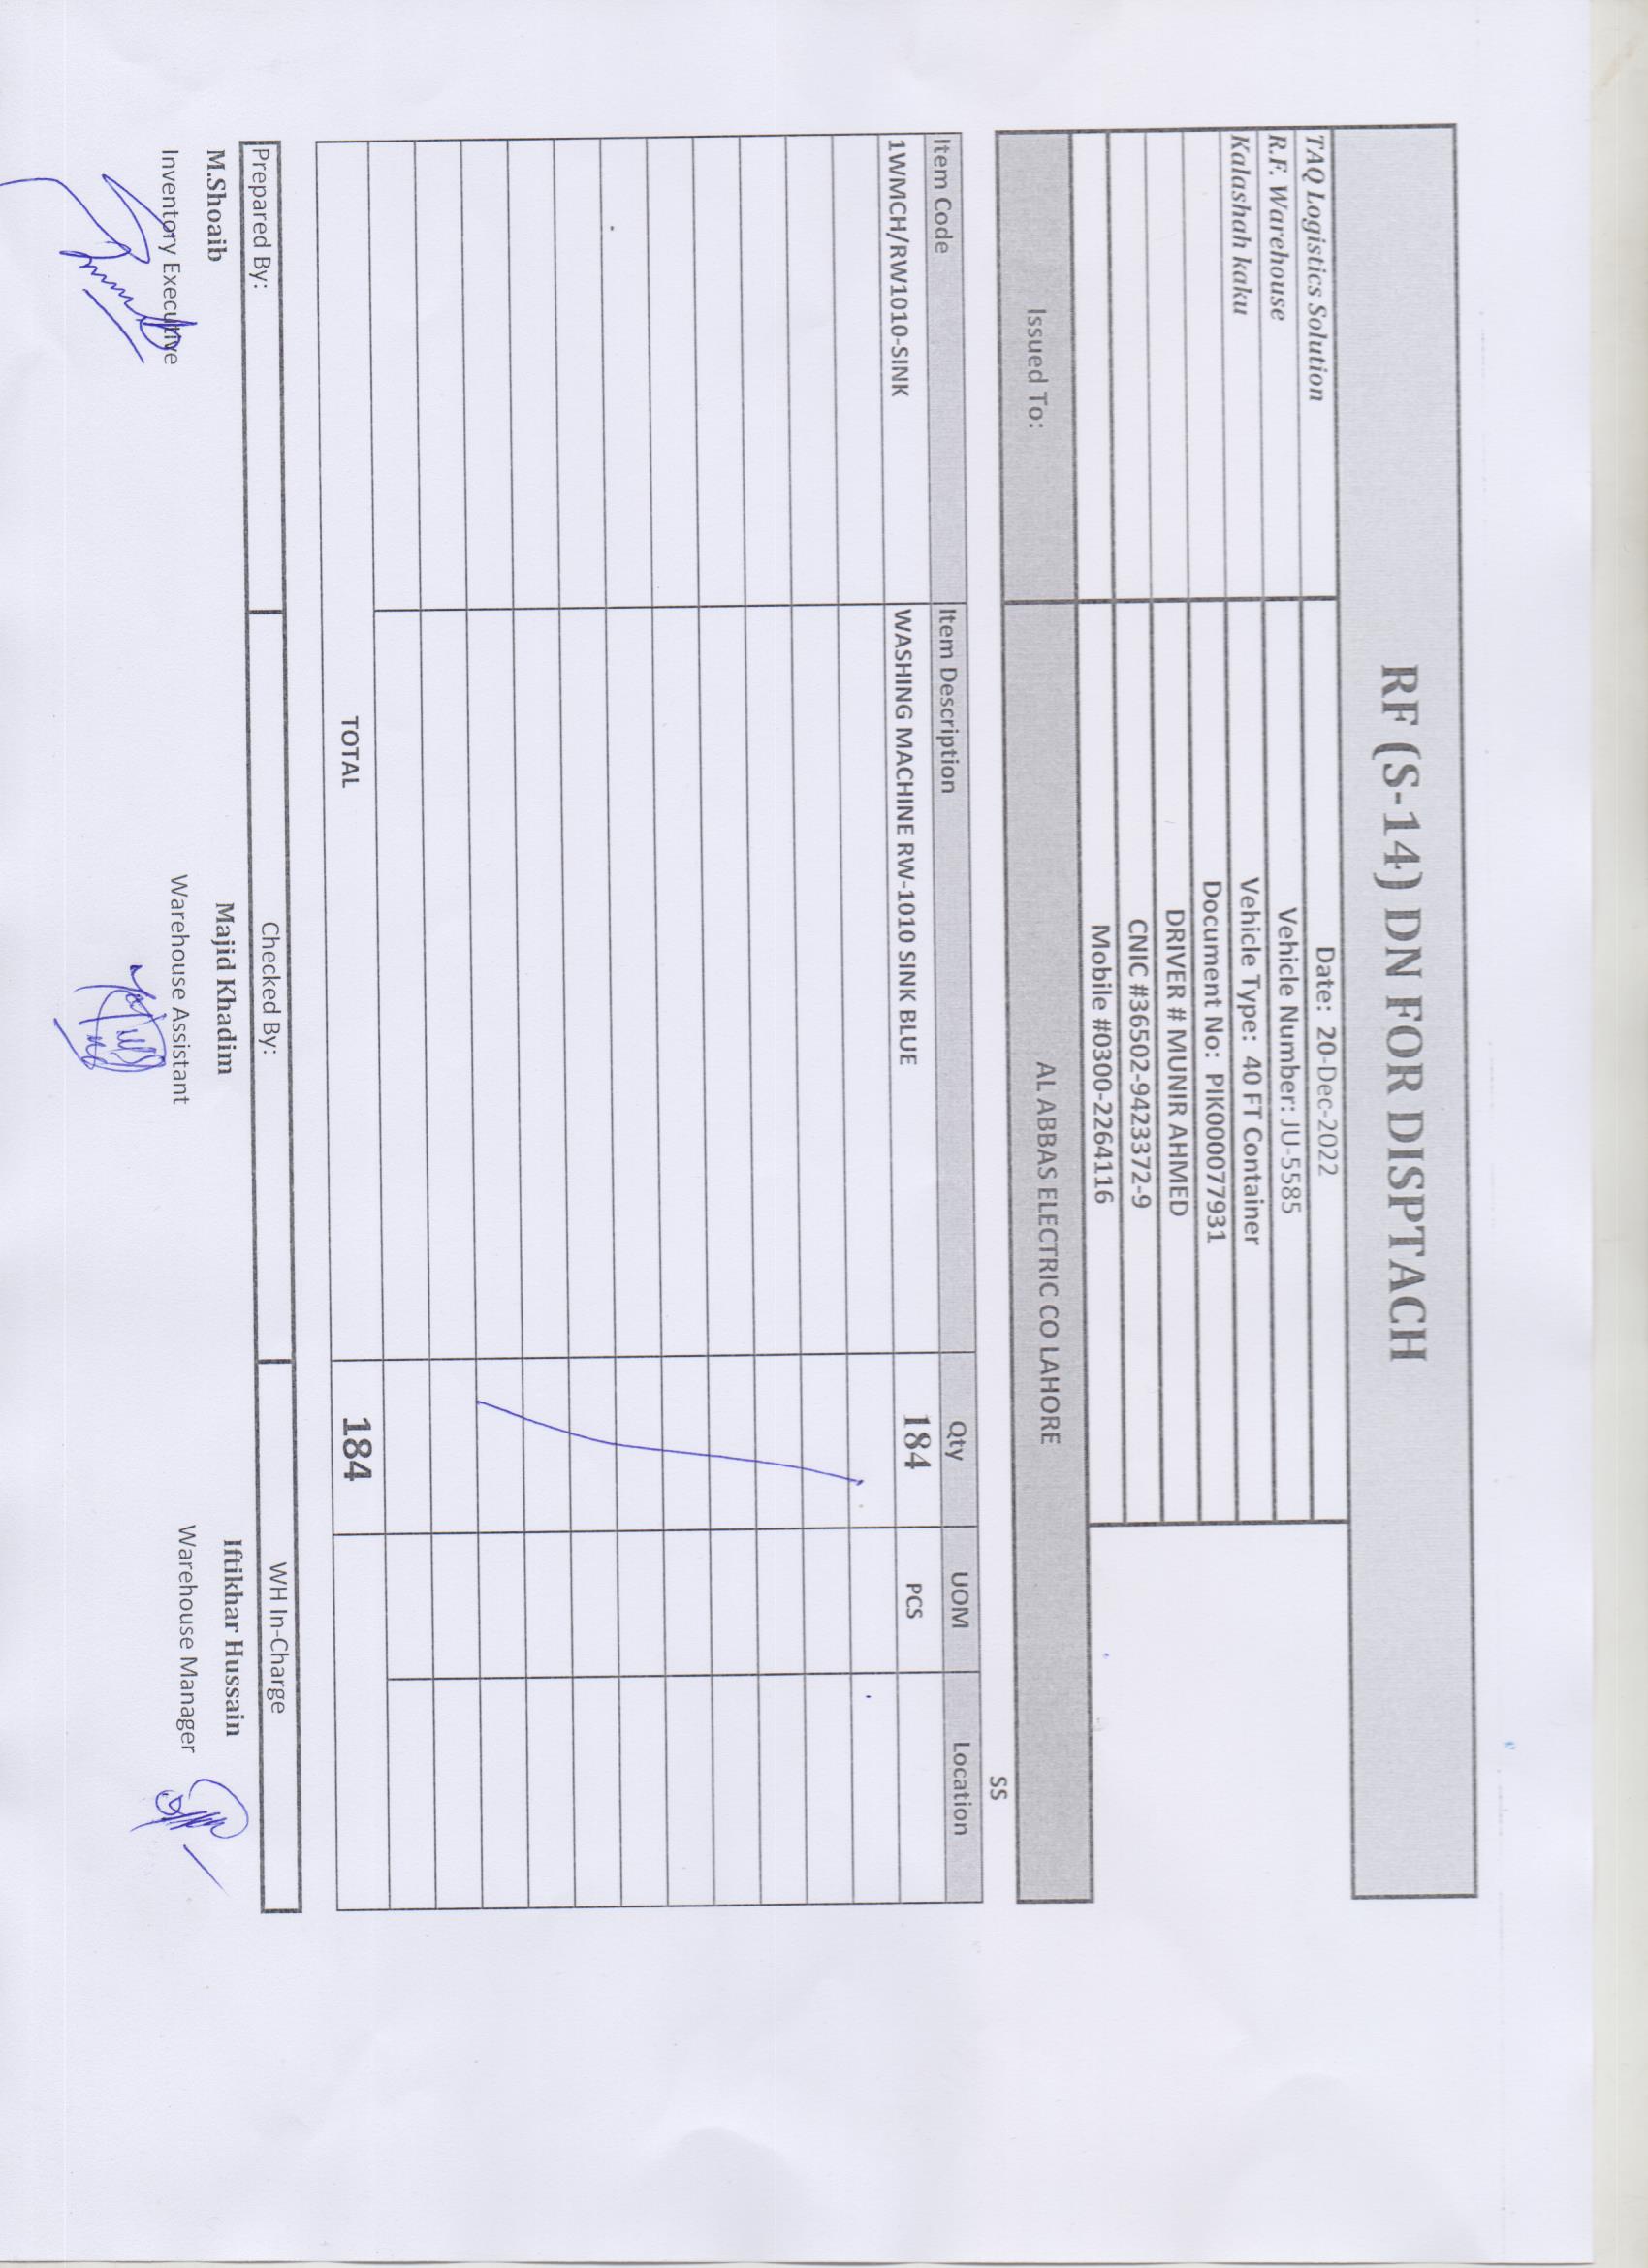 RF (S-14) DN FOR DISPTACH
TAQ Logistics Solution
Date: 20-Dec-2022
R.F. Warehouse
Vehicle Number: JU-5585
Kalashah kaku
Vehicle Type: 40 FT Container
Document No: PIK000077931
DRIVER # MUNIR AHMED
CNIC #36502-9423372-9
Mobile #0300-2264116
Issued To: AL ABBAS ELECTRIC CO LAHORE
SS
Item Code Item Description Qty UOM Location
1WMCH/RW1010-SINK WASHING MACHINE RW-1010 SINK BLUE 184 PCS
TOTAL 184
Prepared By: Checked By: WH In-Charge
M.Shoaib Majid Khadim Iftikhar Hussain
Inventory Executive Warehouse Assistant Warehouse Manager